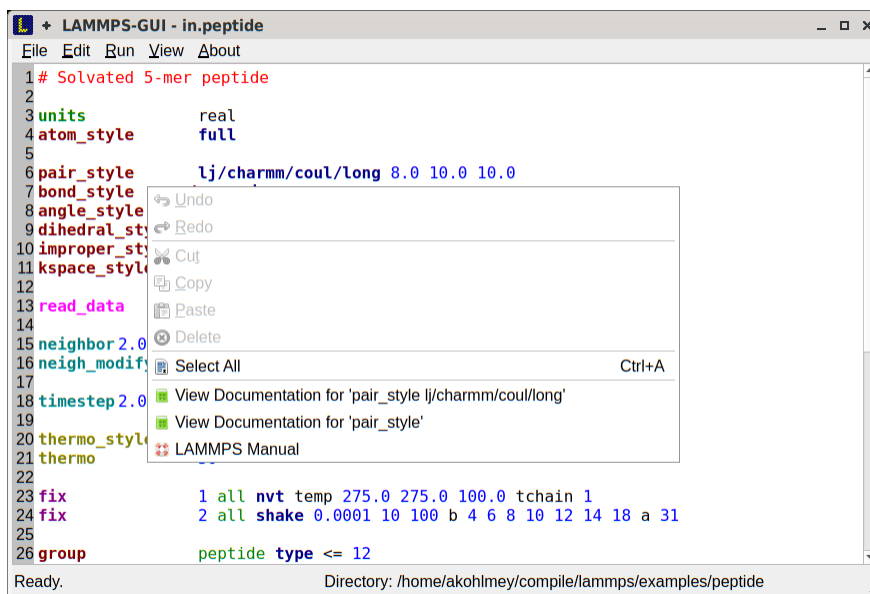 LAMMPS-GUI - in.peptide
File Edit Run View About
1 # Solvated 5-mer peptide
2
3 units real
4 atom_style full
5
6 pair_style lj/charmm/coul/long 8.0 10.0 10.0
7 bond_style
8 angle_style
9
10
11
12
13 read_data
14
15 neighbor 2.0
16
17
18 timestep 2.0
19
20
21 thermo
22
23 fix 1 all nvt temp 275.0 275.0 100.0 tchain 1
24 fix 2 all shake 0.0001 10 100 b 4 6 8 10 12 14 18 a 31
25
26 group peptide type <= 12
Undo
Redo
Cut
Copy
Paste
Delete
Select All Ctrl+A
View Documentation for 'pair_style lj/charmm/coul/long'
View Documentation for 'pair_style'
LAMMPS Manual
Ready. Directory: /home/akohlmey/compile/lammps/examples/peptide